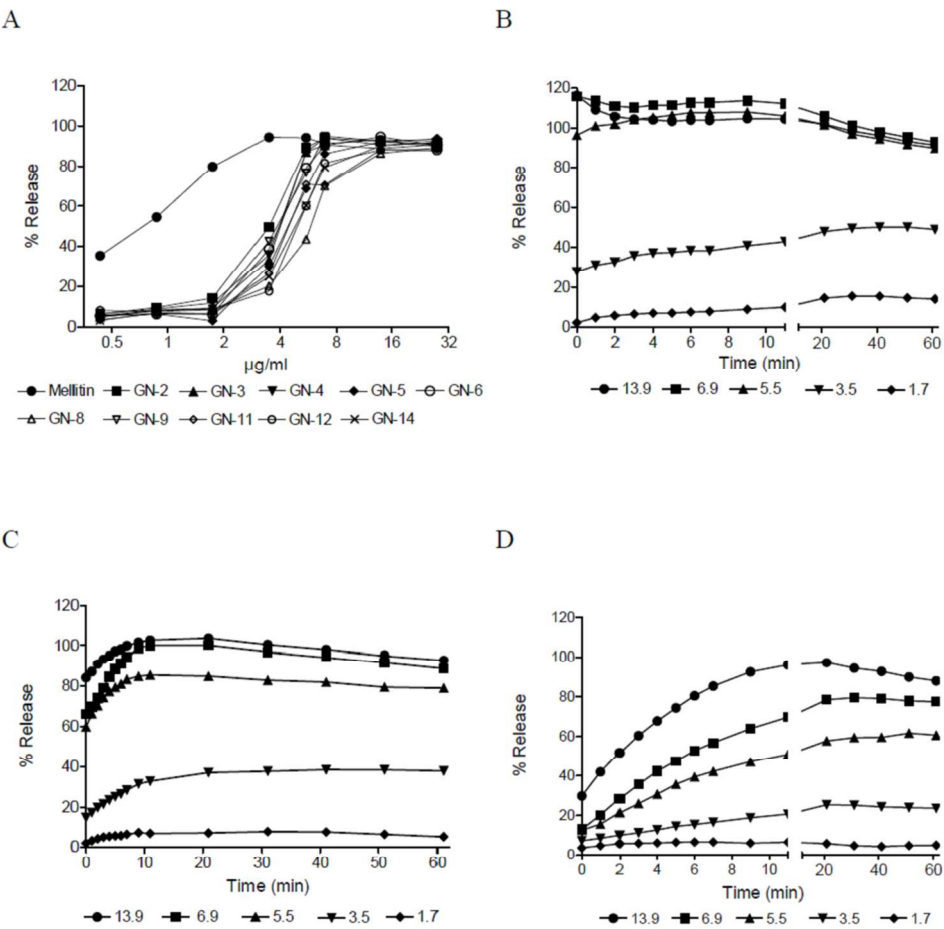 A
B
120
100
80
60
40
20
0
% Release
0.5 1 2 4 8 16 32
µg/ml
Mellitin GN-2 GN-3 GN-4 GN-5 GN-6
GN-8 GN-9 GN-11 GN-12 GN-14
120
100
80
60
40
20
0
% Release
0 2 4 6 8 10 20 40 60
Time (min)
13.9 6.9 5.5 3.5 1.7
C
D
120
100
80
60
40
20
0
% Release
0 10 20 30 40 50 60
Time (min)
13.9 6.9 5.5 3.5 1.7
120
100
80
60
40
20
0
% Release
0 2 4 6 8 10 20 40 60
Time (min)
13.9 6.9 5.5 3.5 1.7